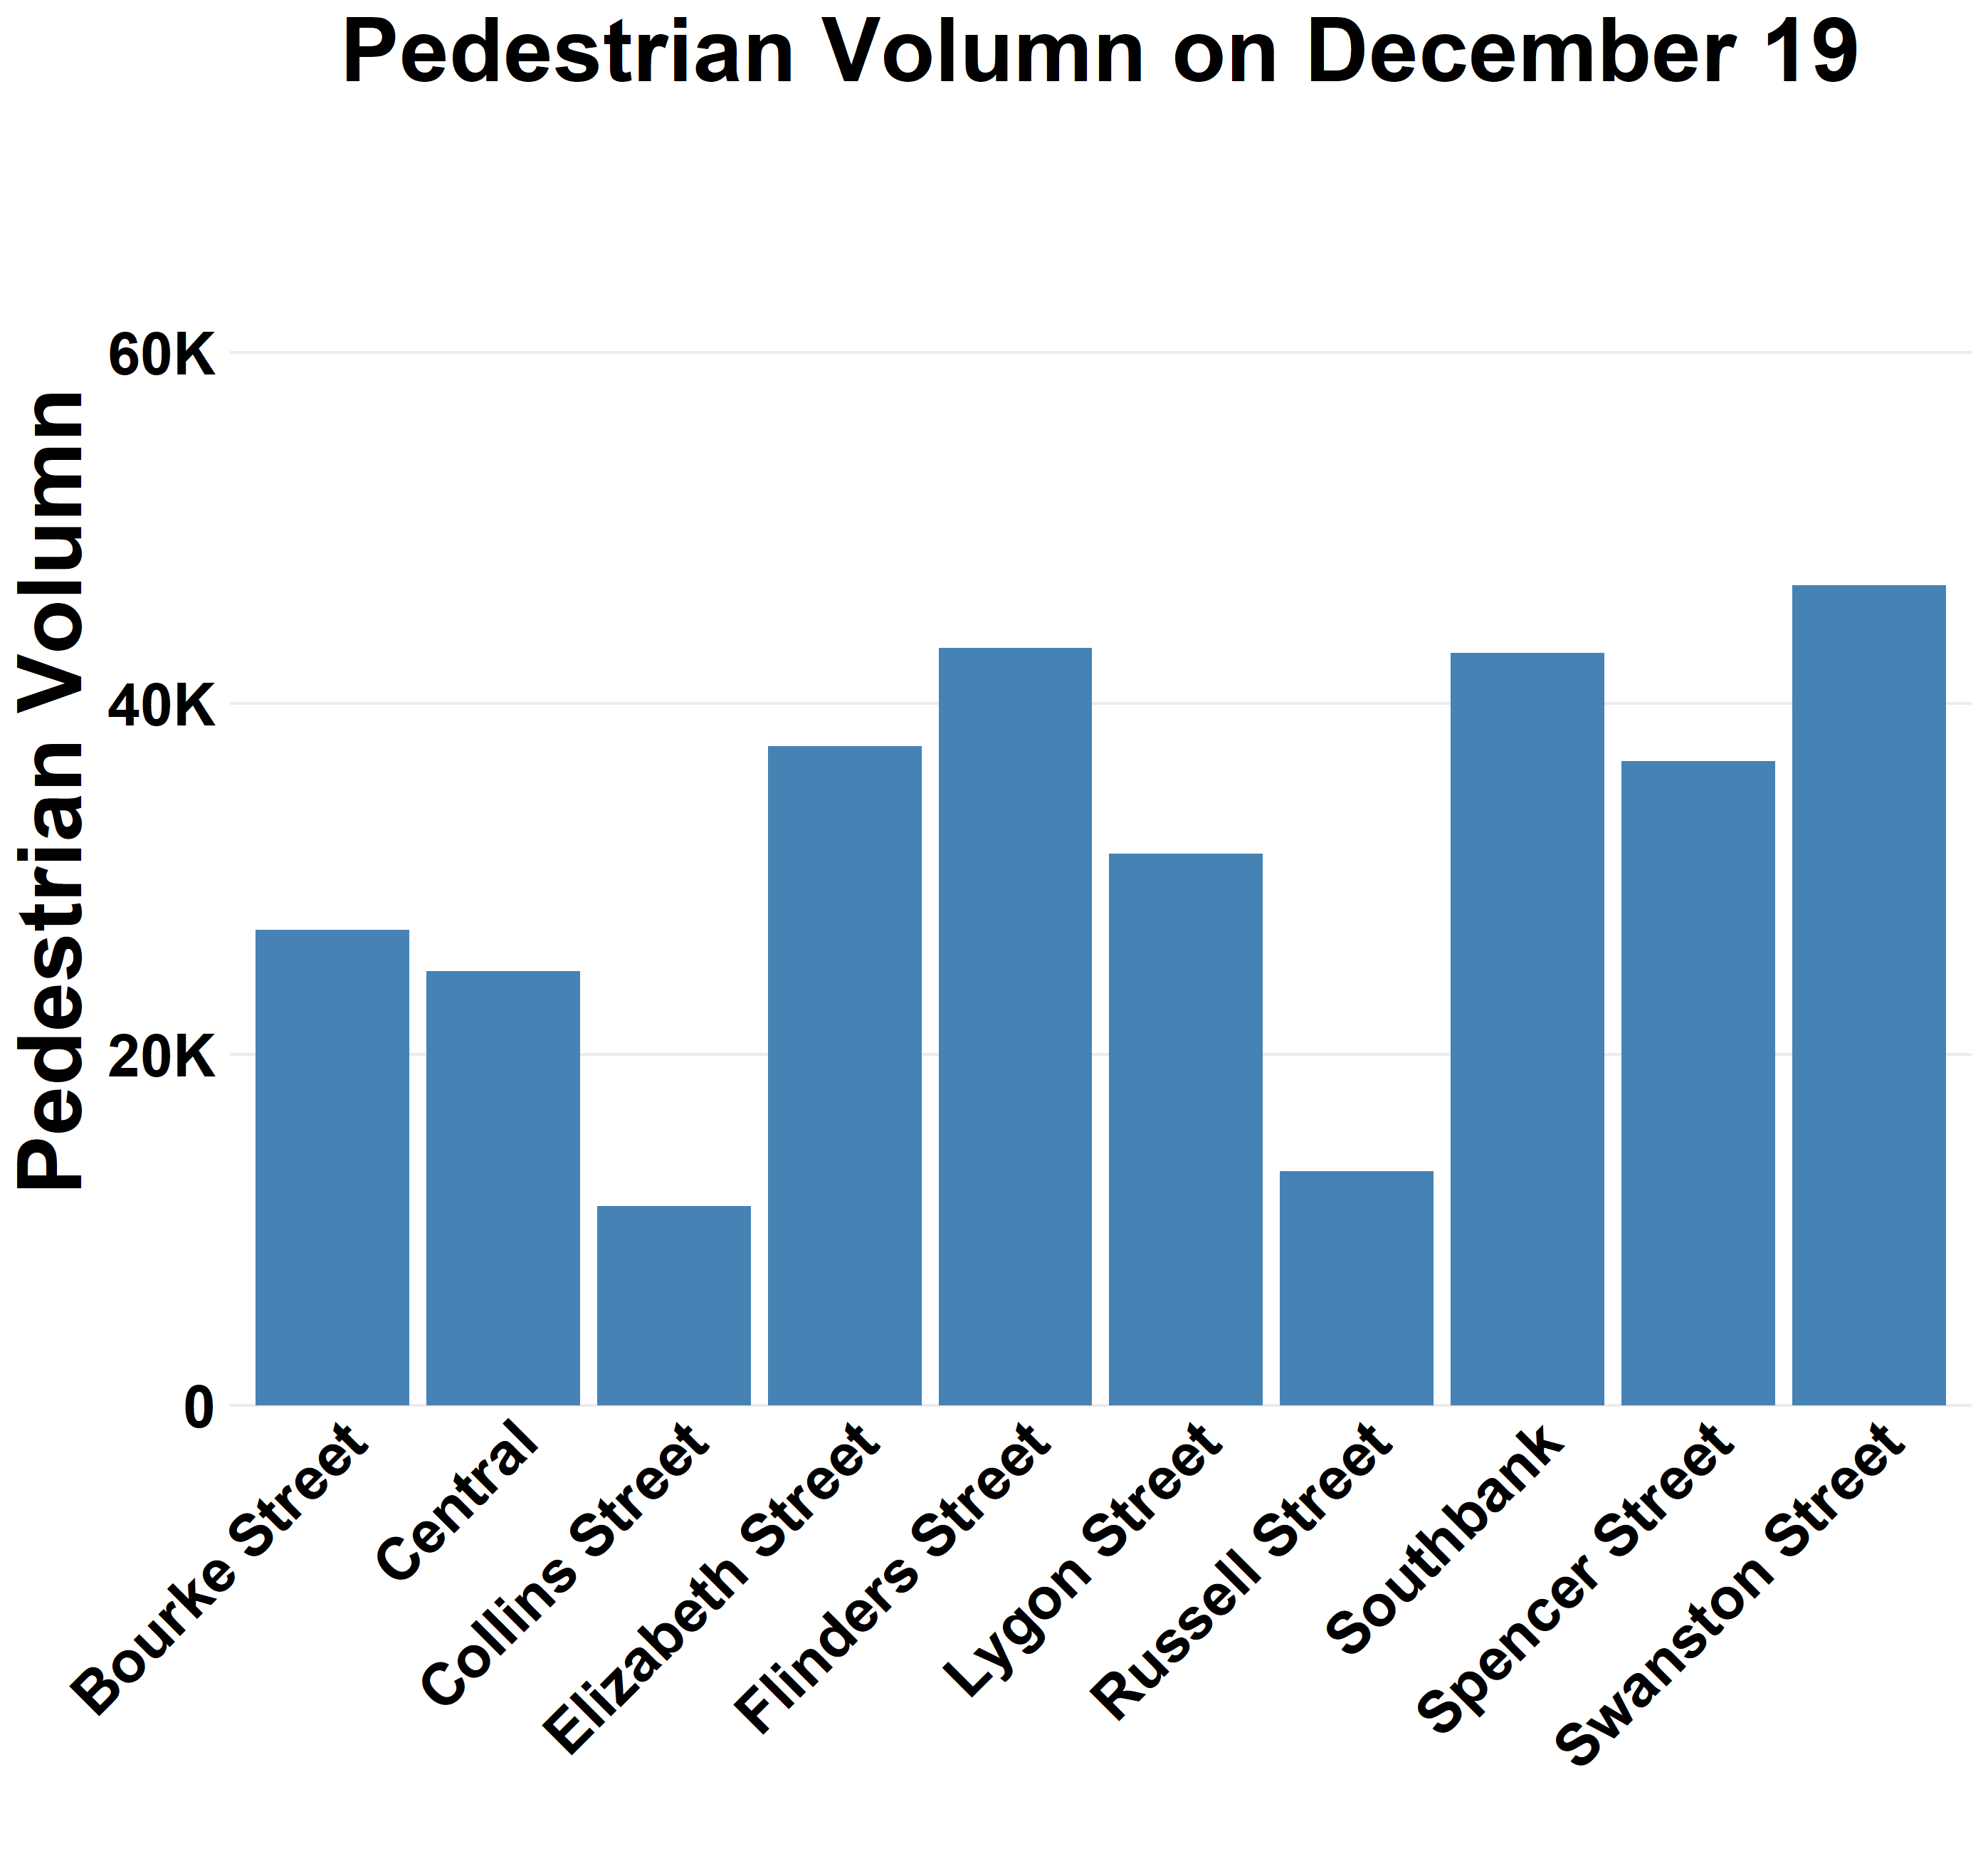 Pedestrian Volumn on December 19
Pedestrian Volumn
60K
40K
20K
0
Bourke Street
Central
Collins Street
Elizabeth Street
Flinders Street
Lygon Street
Russell Street
Southbank
Spencer Street
Swanston Street